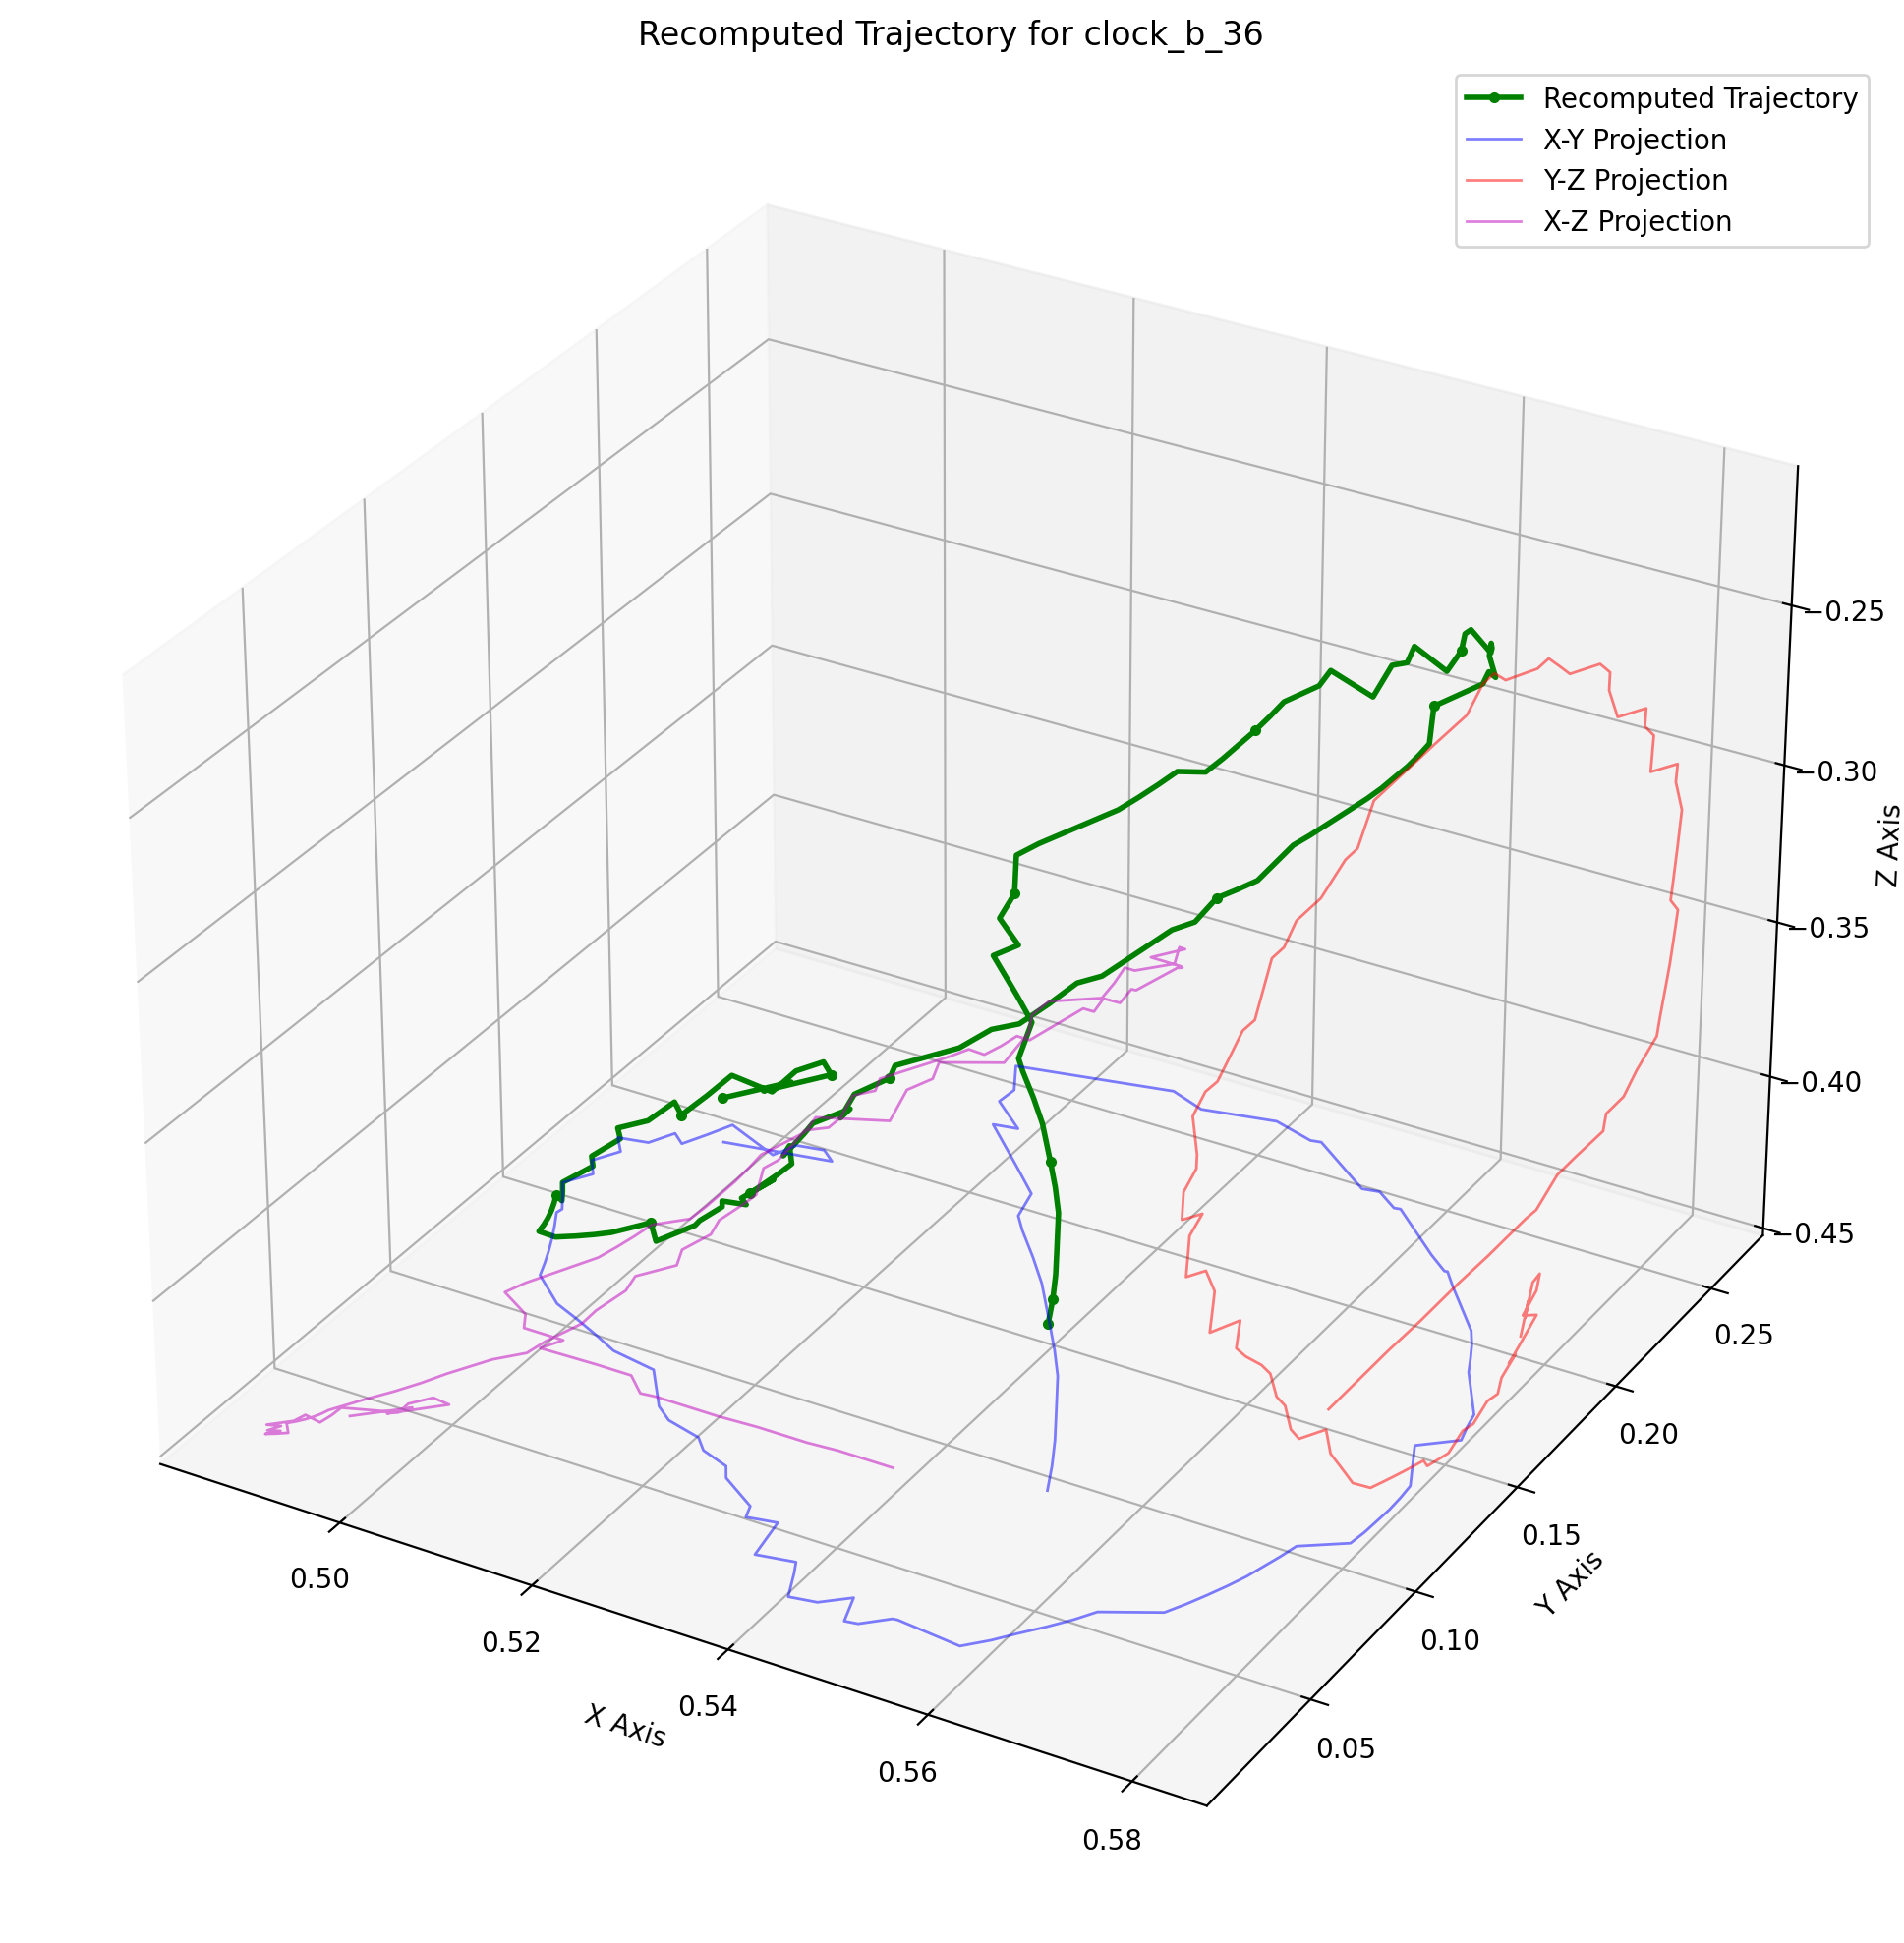 Recomputed Trajectory for clock_b_36
Recomputed Trajectory
X-Y Projection
Y-Z Projection
X-Z Projection
−0.25
−0.30
−0.35
−0.40
−0.45
Z Axis
0.25
0.20
0.15
0.10
0.05
Y Axis
0.50
0.52
0.54
0.56
0.58
X Axis